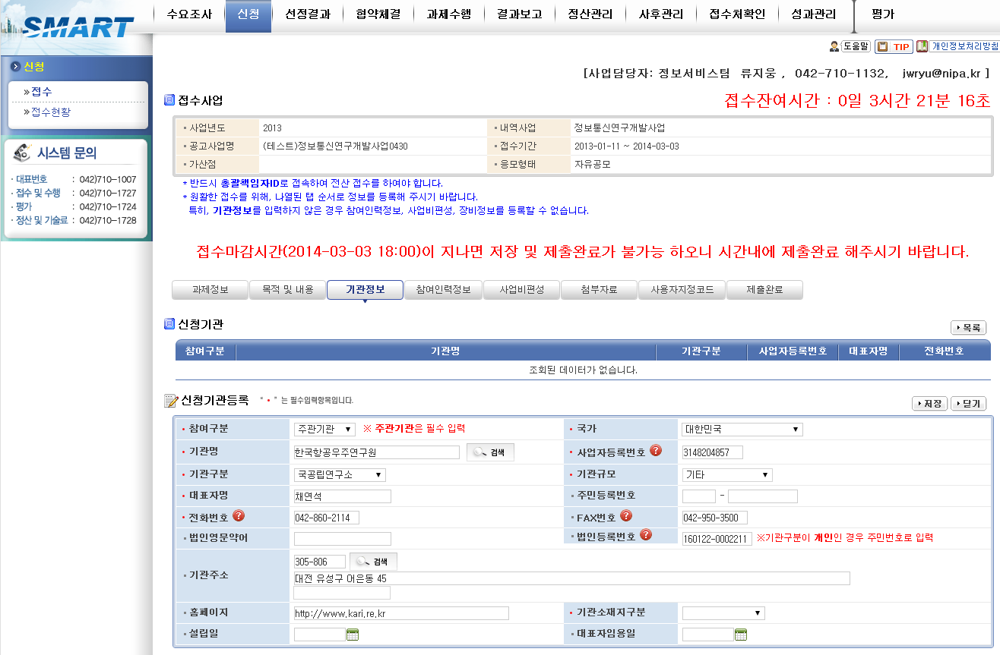 SMART
수요조사 신청 선정결과 협약체결 과제수행 결과보고 정산관리 사후관리 접수처확인 성과관리 평가
도움말 TIP 개인정보처리방침
신청
»접수
»접수현황
시스템 문의
· 대표번호 : 042)710-1007
· 접수 및 수행 : 042)710-1727
· 평가 : 042)710-1724
· 정산 및 기술료 : 042)710-1728
[사업담당자: 정보서비스팀 류지웅 , 042-710-1132, jwryu@nipa.kr ]
접수사업
접수잔여시간 : 0일 3시간 21분 16초
사업년도 2013 내역사업 정보통신연구개발사업
공고사업명 (테스트)정보통신연구개발사업0430 접수기간 2013-01-11 ~ 2014-03-03
가산점 응모형태 자유공모
* 반드시 총괄책임자ID로 접속하여 전산 접수를 하여야 합니다.
* 원활한 접수를 위해, 나열된 탭 순서로 정보를 등록해 주시기 바랍니다.
특히, 기관정보를 입력하지 않은 경우 참여인력정보, 사업비편성, 장비정보를 등록할 수 없습니다.
접수마감시간(2014-03-03 18:00)이 지나면 저장 및 제출완료가 불가능 하오니 시간내에 제출완료 해주시기 바랍니다.
과제정보 목적 및 내용 기관정보 참여인력정보 사업비편성 첨부자료 사용자지정코드 제출완료
신청기관
목록
참여구분 기관명 기관구분 사업자등록번호 대표자명 전화번호
조회된 데이터가 없습니다.
신청기관등록 " • " 는 필수입력항목입니다.
저장 닫기
참여구분 주관기관 ※ 주관기관은 필수 입력 국가 대한민국
기관명 한국항공우주연구원 검색 사업자등록번호 3148204857
기관구분 국공립연구소 기관규모 기타
대표자명 채연석 주민등록번호 -
전화번호 042-860-2114 FAX번호 042-950-3500
법인영문약어 법인등록번호 160122-0002211 ※기관구분이 개인인 경우 주민번호로 입력
기관주소 305-806 검색
대전 유성구 어은동 45
홈페이지 http://www.kari.re.kr 기관소재지구분
설립일 대표자임용일